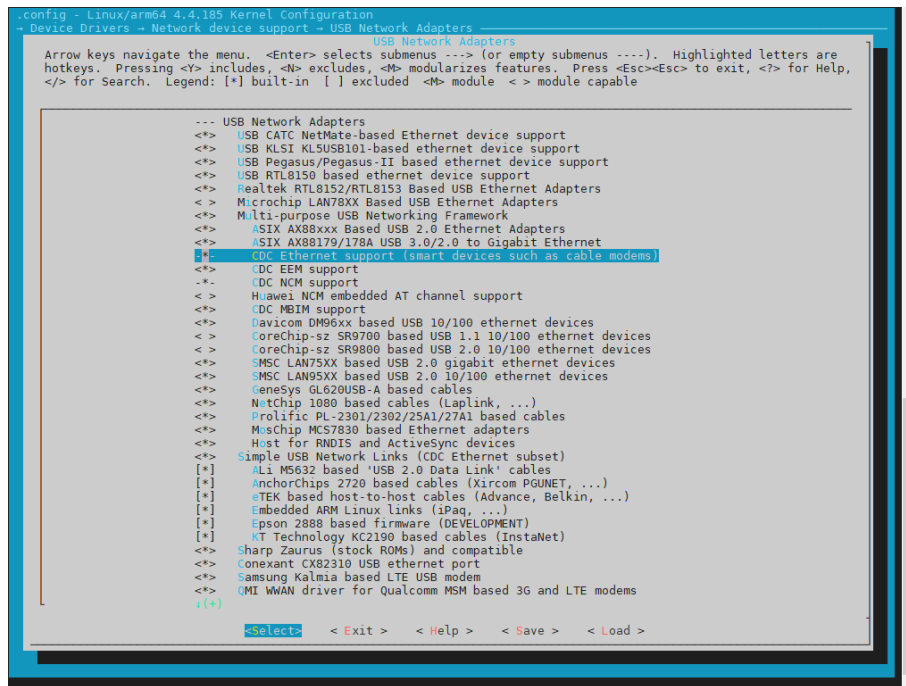 .config - Linux/arm64 4.4.185 Kernel Configuration
→ Device Drivers → Network device support → USB Network Adapters
USB Network Adapters
Arrow keys navigate the menu.  <Enter> selects submenus ---> (or empty submenus ----).  Highlighted letters are
hotkeys.  Pressing <Y> includes, <N> excludes, <M> modularizes features.  Press <Esc><Esc> to exit, <?> for Help,
</> for Search.  Legend: [*] built-in  [ ] excluded  <M> module  < > module capable
--- USB Network Adapters
<*>   USB CATC NetMate-based Ethernet device support
<*>   USB KLSI KL5USB101-based ethernet device support
<*>   USB Pegasus/Pegasus-II based ethernet device support
<*>   USB RTL8150 based ethernet device support
<*>   Realtek RTL8152/RTL8153 Based USB Ethernet Adapters
< >   Microchip LAN78XX Based USB Ethernet Adapters
<*>   Multi-purpose USB Networking Framework
<*>     ASIX AX88xxx Based USB 2.0 Ethernet Adapters
<*>     ASIX AX88179/178A USB 3.0/2.0 to Gigabit Ethernet
-*-     CDC Ethernet support (smart devices such as cable modems)
<*>     CDC EEM support
-*-     CDC NCM support
< >     Huawei NCM embedded AT channel support
<*>     CDC MBIM support
<*>     Davicom DM96xx based USB 10/100 ethernet devices
< >     CoreChip-sz SR9700 based USB 1.1 10/100 ethernet devices
< >     CoreChip-sz SR9800 based USB 2.0 10/100 ethernet devices
<*>     SMSC LAN75XX based USB 2.0 gigabit ethernet devices
<*>     SMSC LAN95XX based USB 2.0 10/100 ethernet devices
<*>     GeneSys GL620USB-A based cables
<*>     NetChip 1080 based cables (Laplink, ...)
<*>     Prolific PL-2301/2302/25A1/27A1 based cables
<*>     MosChip MCS7830 based Ethernet adapters
<*>     Host for RNDIS and ActiveSync devices
<*>   Simple USB Network Links (CDC Ethernet subset)
[*]     ALi M5632 based 'USB 2.0 Data Link' cables
[*]     AnchorChips 2720 based cables (Xircom PGUNET, ...)
[*]     eTEK based host-to-host cables (Advance, Belkin, ...)
[*]     Embedded ARM Linux links (iPaq, ...)
[*]     Epson 2888 based firmware (DEVELOPMENT)
[*]     KT Technology KC2190 based cables (InstaNet)
<*>   Sharp Zaurus (stock ROMs) and compatible
<*>   Conexant CX82310 USB ethernet port
<*>   Samsung Kalmia based LTE USB modem
<*>   QMI WWAN driver for Qualcomm MSM based 3G and LTE modems
↓(+)
<Select>    < Exit >    < Help >    < Save >    < Load >